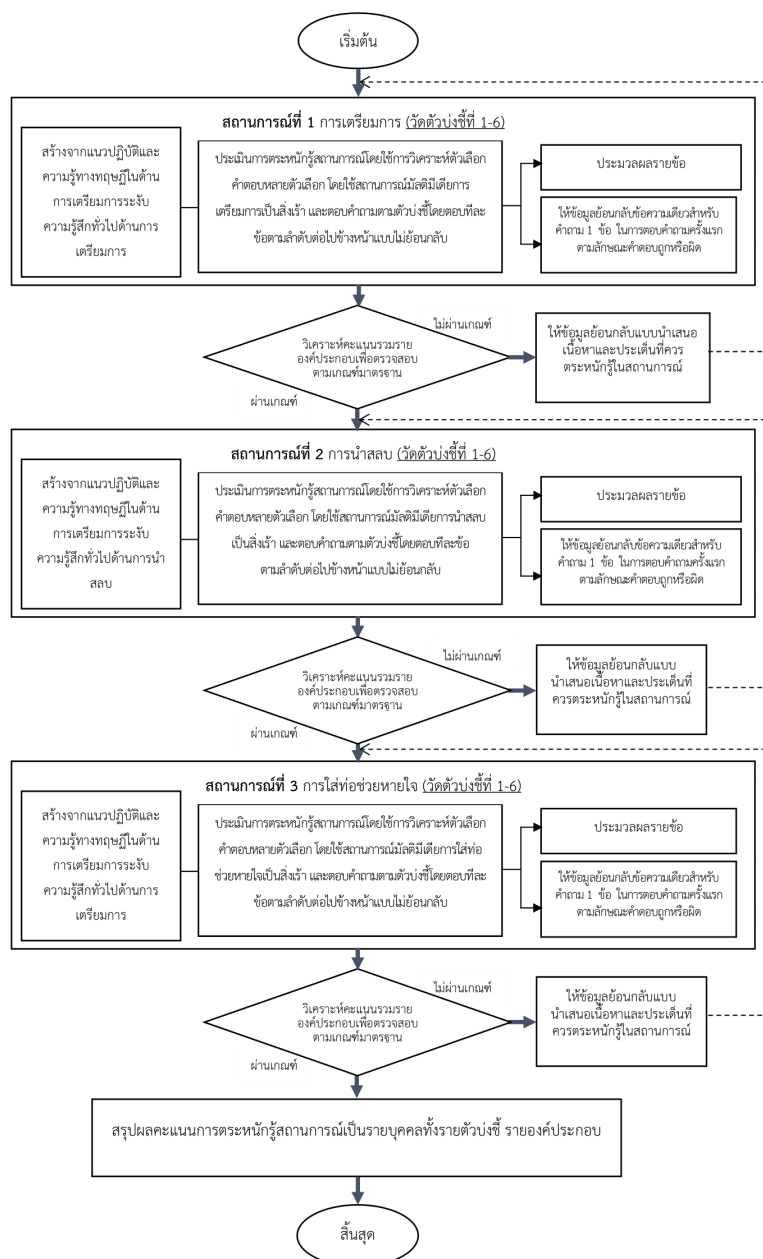 เริ่มต้น
สถานการณ์ที่ 1 การเตรียมการ (วัดตัวบ่งชี้ที่ 1-6)
สร้างจากแนวปฏิบัติและ
ความรู้ทางทฤษฎีในด้าน
การเตรียมการระงับ
ความรู้สึกทั่วไปด้านการ
เตรียมการ
ประเมินการตระหนักรู้สถานการณ์โดยใช้การวิเคราะห์ตัวเลือก
คำตอบหลายตัวเลือก โดยใช้สถานการณ์มัลติมีเดียการ
เตรียมการเป็นสิ่งเร้า และตอบคำถามตามตัวบ่งชี้โดยตอบทีละ
ข้อตามลำดับต่อไปข้างหน้าแบบไม่ย้อนกลับ
ประมวลผลรายข้อ
ให้ข้อมูลย้อนกลับข้อความเดียวสำหรับ
คำถาม 1 ข้อ ในการตอบคำถามครั้งแรก
ตามลักษณะคำตอบถูกหรือผิด
ไม่ผ่านเกณฑ์
วิเคราะห์คะแนนรวมราย
องค์ประกอบเพื่อตรวจสอบ
ตามเกณฑ์มาตรฐาน
ให้ข้อมูลย้อนกลับแบบนำเสนอ
เนื้อหาและประเด็นที่ควร
ตระหนักรู้ในสถานการณ์
ผ่านเกณฑ์
สถานการณ์ที่ 2 การนำสลบ (วัดตัวบ่งชี้ที่ 1-6)
สร้างจากแนวปฏิบัติและ
ความรู้ทางทฤษฎีในด้าน
การเตรียมการระงับ
ความรู้สึกทั่วไปด้านการนำ
สลบ
ประเมินการตระหนักรู้สถานการณ์โดยใช้การวิเคราะห์ตัวเลือก
คำตอบหลายตัวเลือก โดยใช้สถานการณ์มัลติมีเดียการนำสลบ
เป็นสิ่งเร้า และตอบคำถามตามตัวบ่งชี้โดยตอบทีละข้อ
ตามลำดับต่อไปข้างหน้าแบบไม่ย้อนกลับ
ประมวลผลรายข้อ
ให้ข้อมูลย้อนกลับข้อความเดียวสำหรับ
คำถาม 1 ข้อ ในการตอบคำถามครั้งแรก
ตามลักษณะคำตอบถูกหรือผิด
ไม่ผ่านเกณฑ์
วิเคราะห์คะแนนรวมราย
องค์ประกอบเพื่อตรวจสอบ
ตามเกณฑ์มาตรฐาน
ให้ข้อมูลย้อนกลับแบบ
นำเสนอเนื้อหาและประเด็นที่
ควรตระหนักรู้ในสถานการณ์
ผ่านเกณฑ์
สถานการณ์ที่ 3 การใส่ท่อช่วยหายใจ (วัดตัวบ่งชี้ที่ 1-6)
สร้างจากแนวปฏิบัติและ
ความรู้ทางทฤษฎีในด้าน
การเตรียมการระงับ
ความรู้สึกทั่วไปด้านการ
เตรียมการ
ประเมินการตระหนักรู้สถานการณ์โดยใช้การวิเคราะห์ตัวเลือก
คำตอบหลายตัวเลือก โดยใช้สถานการณ์มัลติมีเดียการใส่ท่อ
ช่วยหายใจเป็นสิ่งเร้า และตอบคำถามตามตัวบ่งชี้โดยตอบทีละ
ข้อตามลำดับต่อไปข้างหน้าแบบไม่ย้อนกลับ
ประมวลผลรายข้อ
ให้ข้อมูลย้อนกลับข้อความเดียวสำหรับ
คำถาม 1 ข้อ ในการตอบคำถามครั้งแรก
ตามลักษณะคำตอบถูกหรือผิด
ไม่ผ่านเกณฑ์
วิเคราะห์คะแนนรวมราย
องค์ประกอบเพื่อตรวจสอบ
ตามเกณฑ์มาตรฐาน
ให้ข้อมูลย้อนกลับแบบ
นำเสนอเนื้อหาและประเด็นที่
ควรตระหนักรู้ในสถานการณ์
ผ่านเกณฑ์
สรุปผลคะแนนการตระหนักรู้สถานการณ์เป็นรายบุคคลทั้งรายตัวบ่งชี้ รายองค์ประกอบ
สิ้นสุด